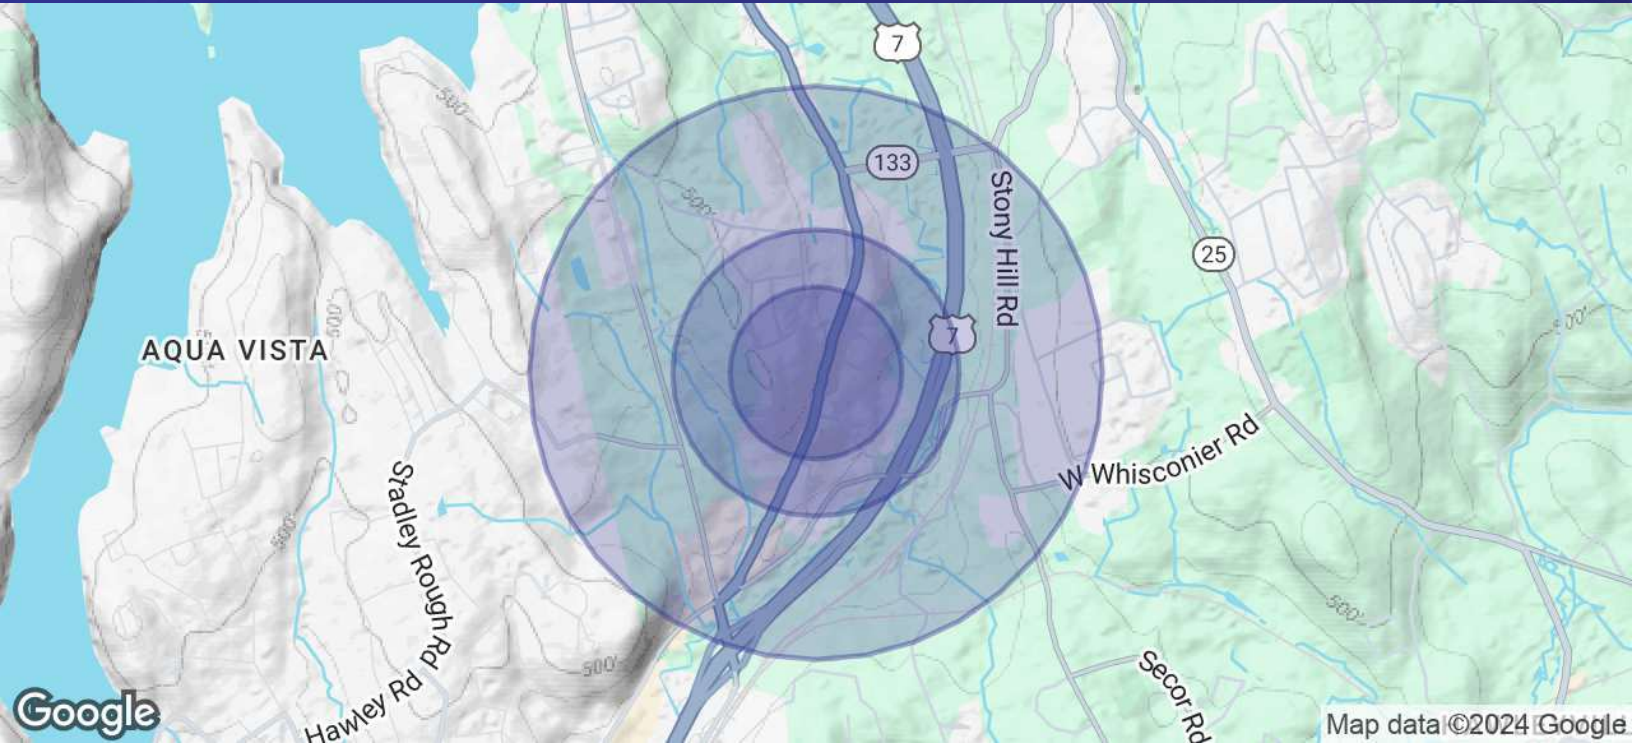 7
500'
133
500'
Stony Hill Rd
25
7
500'
500'
AQUA VISTA
W Whisconier Rd
Stadley Rough Rd
500'
500'
500'
Secor Rd
Hawley Rd
Google
Map data ©2024 Google